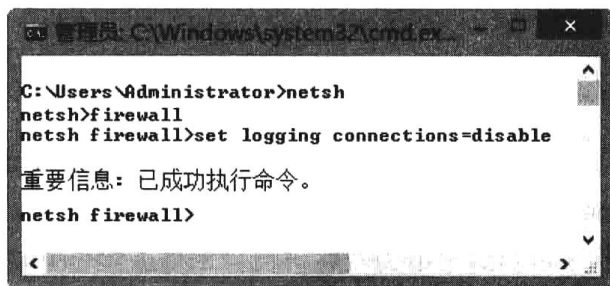 管理员: C:\Windows\system32\cmd.ex...
C:\Users\Administrator>netsh
netsh>firewall
netsh firewall>set logging connections=disable
重要信息: 已成功执行命令。
netsh firewall>